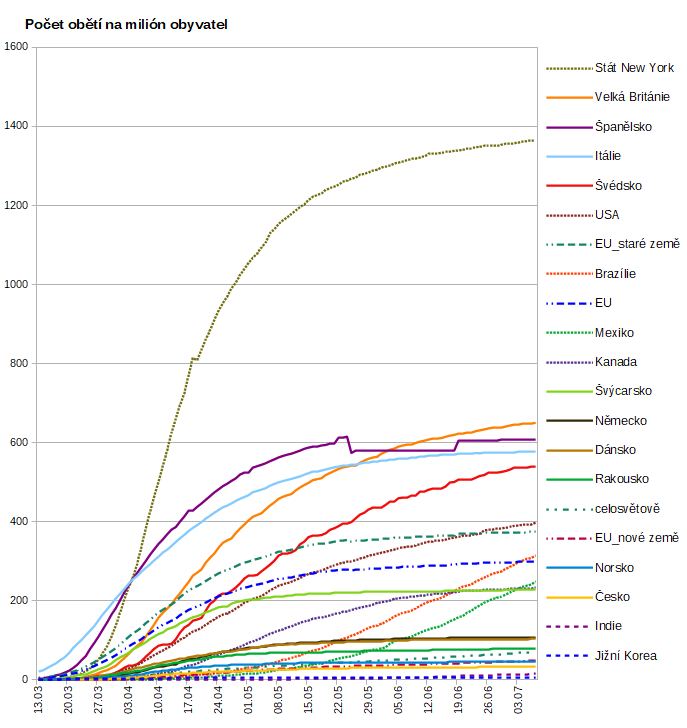 Počet obětí na milión obyvatel
1600
1400
1200
1000
800
600
400
200
0
13.03
20.03
27.03
03.04
10.04
17.04
24.04
01.05
08.05
15.05
22.05
29.05
05.06
12.06
19.06
26.06
03.07
Stát New York
Velká Británie
Španělsko
Itálie
Švédsko
USA
EU_staré země
Brazílie
EU
Mexiko
Kanada
Švýcarsko
Německo
Dánsko
Rakousko
celosvětově
EU_nové země
Norsko
Česko
Indie
Jižní Korea